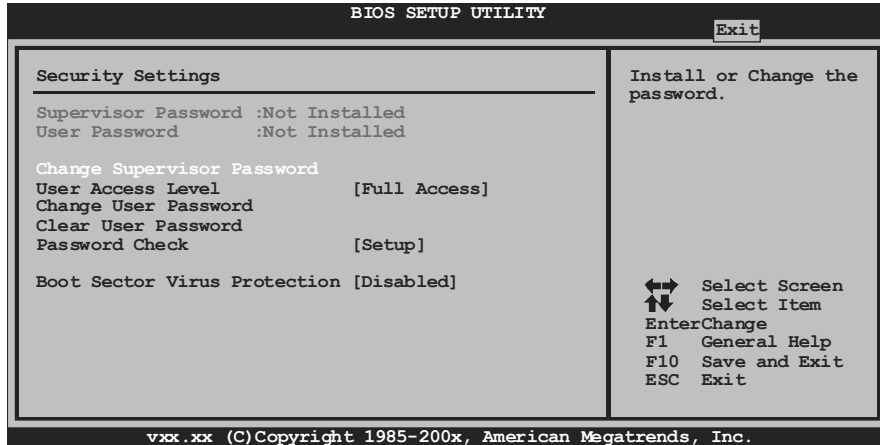 BIOS SETUP UTILITY
Exit
Security Settings
Supervisor Password :Not Installed
User Password :Not Installed
Change Supervisor Password
User Access Level [Full Access]
Change User Password
Clear User Password
Password Check [Setup]
Boot Sector Virus Protection [Disabled]
Install or Change the
password.
Select Screen
Select Item
EnterChange
F1 General Help
F10 Save and Exit
ESC Exit
vxx.xx (C)Copyright 1985-200x, American Megatrends, Inc.